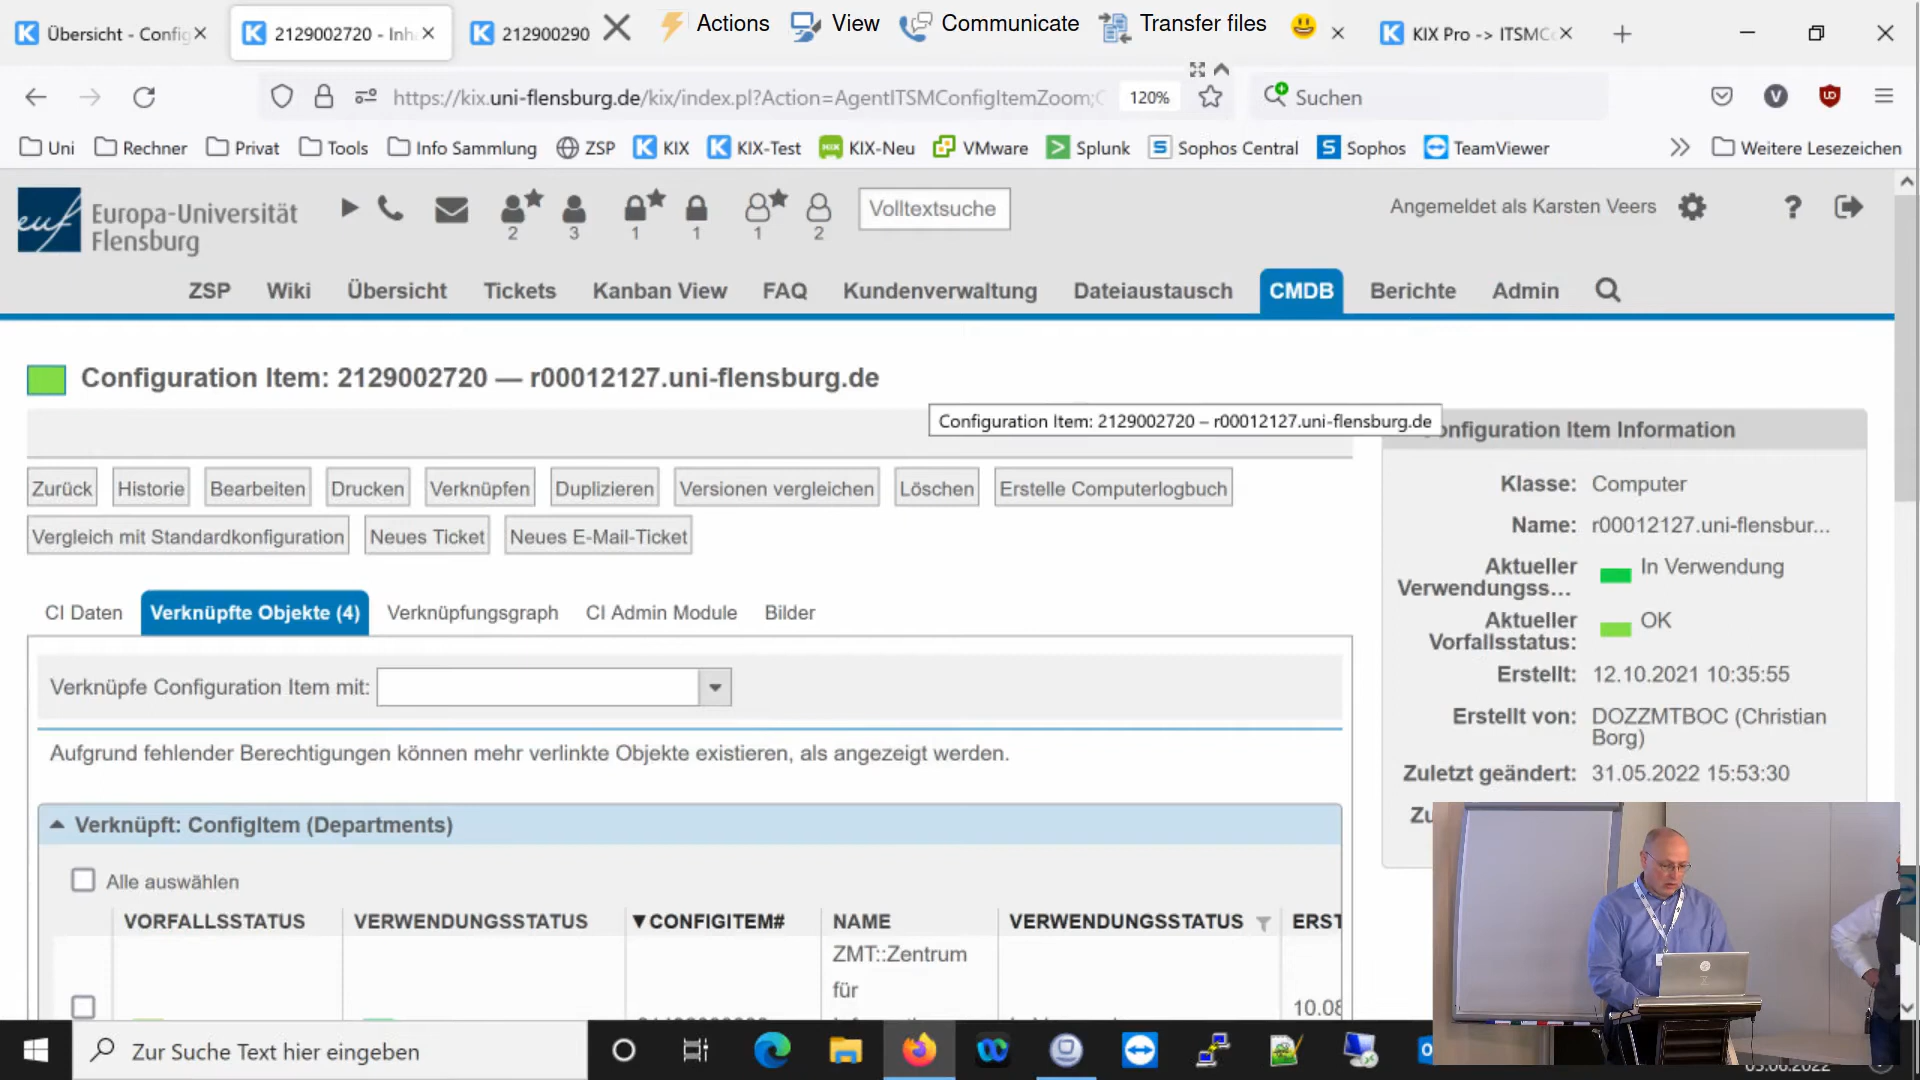 Übersicht - Config
2129002720 - Inh
212900290
Actions
View
Communicate
Transfer files
KIX Pro -> ITSMC
https://kix.uni-flensburg.de/kix/index.pl?Action=AgentITSMConfigItemZoom;C
120%
Suchen
Uni
Rechner
Privat
Tools
Info Sammlung
ZSP
KIX
KIX-Test
KIX-Neu
VMware
Splunk
Sophos Central
Sophos
TeamViewer
Weitere Lesezeichen
euf
Europa-Universität
Flensburg
2
3
1
1
1
2
Volltextsuche
Angemeldet als Karsten Veers
ZSP
Wiki
Übersicht
Tickets
Kanban View
FAQ
Kundenverwaltung
Dateiaustausch
CMDB
Berichte
Admin
Configuration Item: 2129002720 — r00012127.uni-flensburg.de
Configuration Item: 2129002720 – r00012127.uni-flensburg.de
onfiguration Item Information
Zurück
Historie
Bearbeiten
Drucken
Verknüpfen
Duplizieren
Versionen vergleichen
Löschen
Erstelle Computerlogbuch
Vergleich mit Standardkonfiguration
Neues Ticket
Neues E-Mail-Ticket
Klasse: Computer
Name: r00012127.uni-flensbur...
Aktueller Verwendungss... In Verwendung
Aktueller Vorfallsstatus: OK
Erstellt: 12.10.2021 10:35:55
Erstellt von: DOZZMTBOC (Christian Borg)
Zuletzt geändert: 31.05.2022 15:53:30
Zu
CI Daten
Verknüpfte Objekte (4)
Verknüpfungsgraph
CI Admin Module
Bilder
Verknüpfe Configuration Item mit:
Aufgrund fehlender Berechtigungen können mehr verlinkte Objekte existieren, als angezeigt werden.
Verknüpft: ConfigItem (Departments)
Alle auswählen
VORFALLSSTATUS
VERWENDUNGSSTATUS
▼CONFIGITEM#
NAME
VERWENDUNGSSTATUS
ERST
ZMT::Zentrum
für
10.08
Zur Suche Text hier eingeben